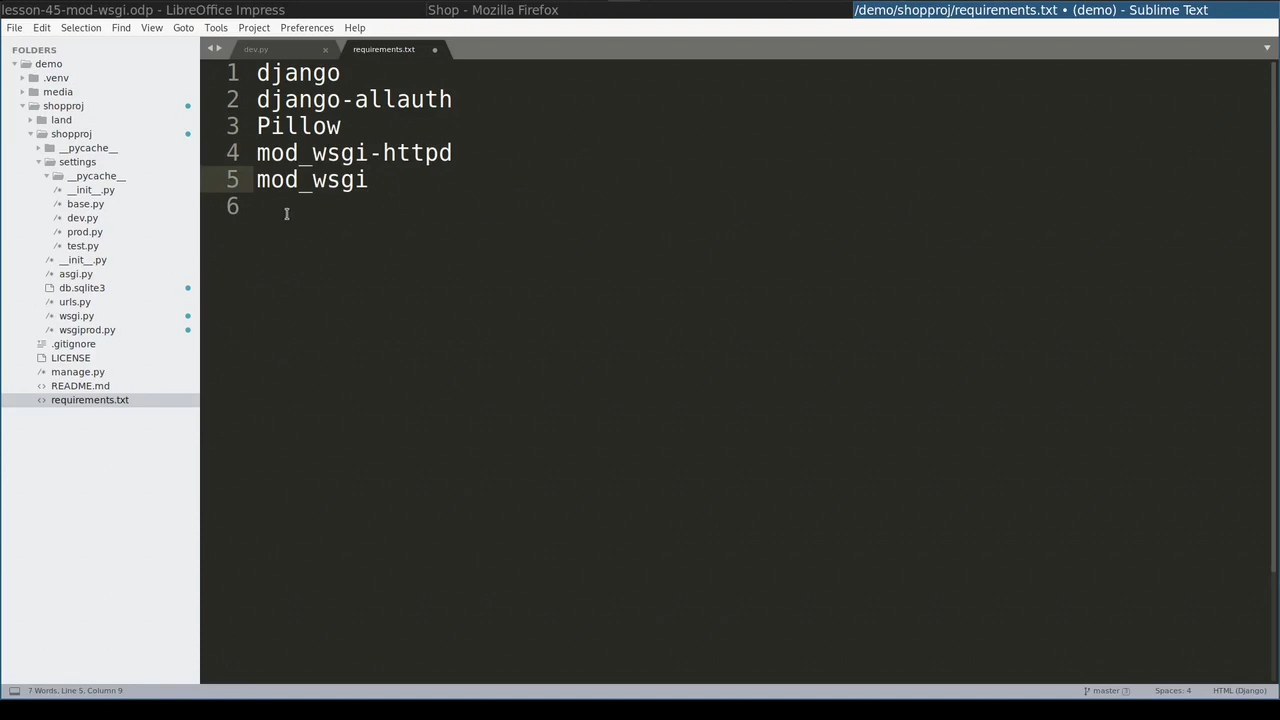 lesson-45-mod-wsgi.odp - LibreOffice Impress
Shop - Mozilla Firefox
/demo/shopproj/requirements.txt • (demo) - Sublime Text
File Edit Selection Find View Goto Tools Project Preferences Help
FOLDERS
demo
.venv
media
shopproj
land
shopproj
__pycache__
settings
__pycache__
__init__.py
base.py
dev.py
prod.py
test.py
__init__.py
asgi.py
db.sqlite3
urls.py
wsgi.py
wsgiprod.py
.gitignore
LICENSE
manage.py
README.md
requirements.txt
dev.py
requirements.txt
1 django
2 django-allauth
3 Pillow
4 mod_wsgi-httpd
5 mod_wsgi
6
7 Words, Line 5, Column 9
master
Spaces: 4
HTML (Django)